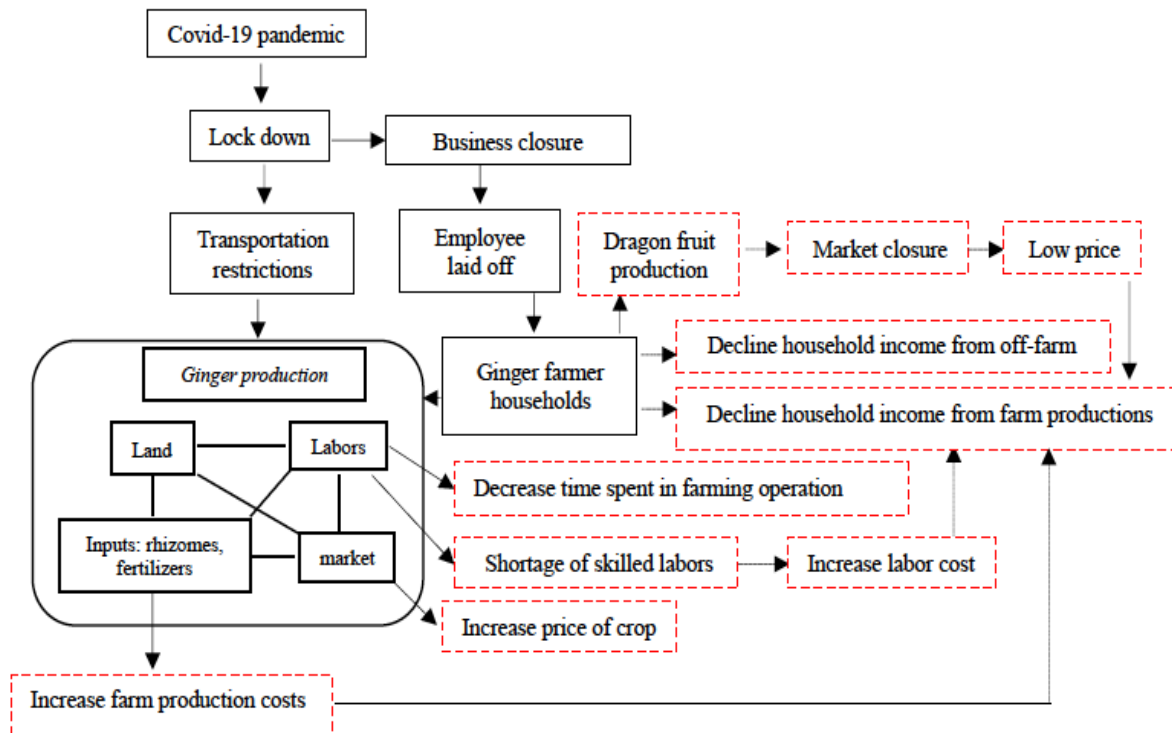 Covid-19 pandemic
Lock down
Business closure
Transportation
restrictions
Employee
laid off
Dragon fruit
production
Market closure
Low price
Ginger production
Ginger farmer
households
Decline household income from off-farm
Decline household income from farm productions
Land
Labors
Decrease time spent in farming operation
Inputs: rhizomes,
fertilizers
market
Shortage of skilled labors
Increase labor cost
Increase price of crop
Increase farm production costs